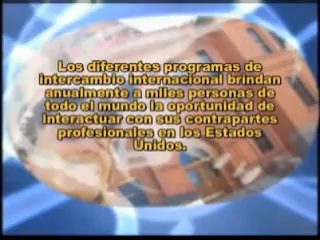 Los diferentes programas de
intercambio internacional brindan
anualmente a miles personas de
todo el mundo la oportunidad de
interactuar con sus contrapartes
profesionales en los Estados
Unidos.